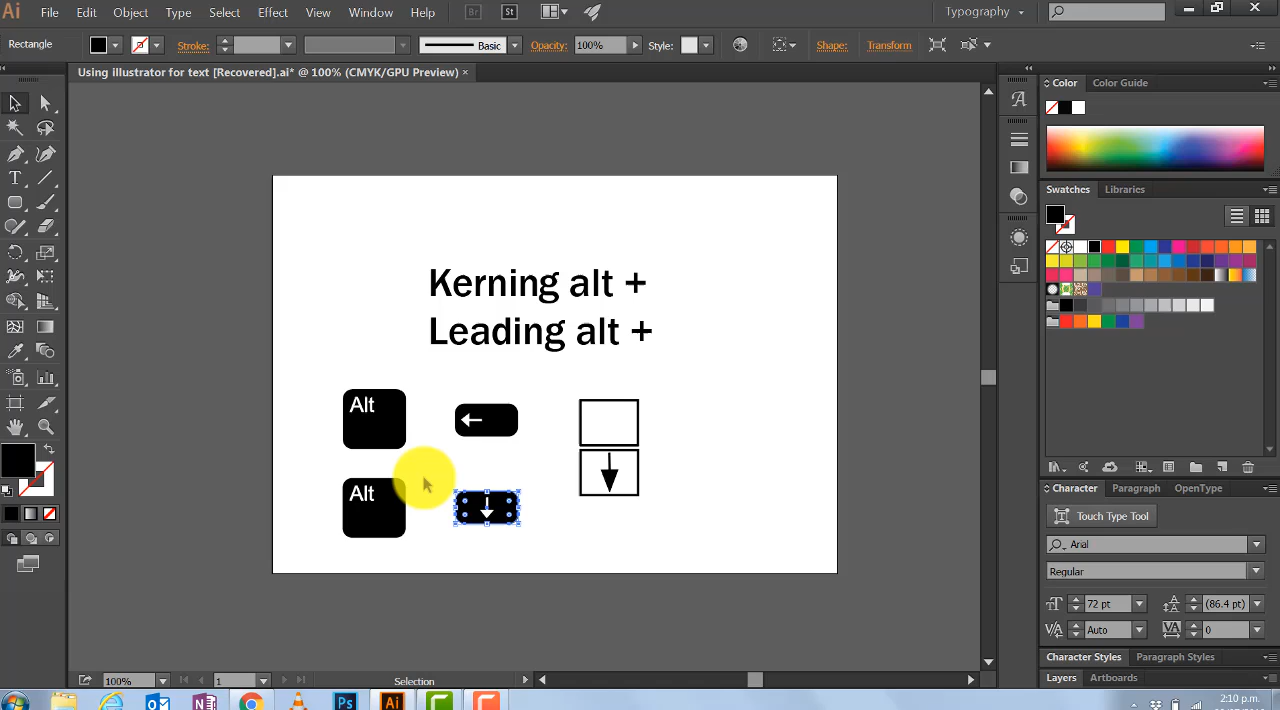 Ai File Edit Object Type Select Effect View Window Help Br St Typography
Rectangle Stroke: Basic Opacity: 100% Style: Shape: Transform
Using illustrator for text [Recovered].ai* @ 100% (CMYK/GPU Preview) ×
Color Color Guide
Swatches Libraries
Kerning alt +
Leading alt +
Alt
Alt
Character Paragraph OpenType
Touch Type Tool
Arial
Regular
72 pt (86.4 pt)
Auto 0
Character Styles Paragraph Styles
Layers Artboards
100% 1 Selection
Ps Ai
2:10 p.m.